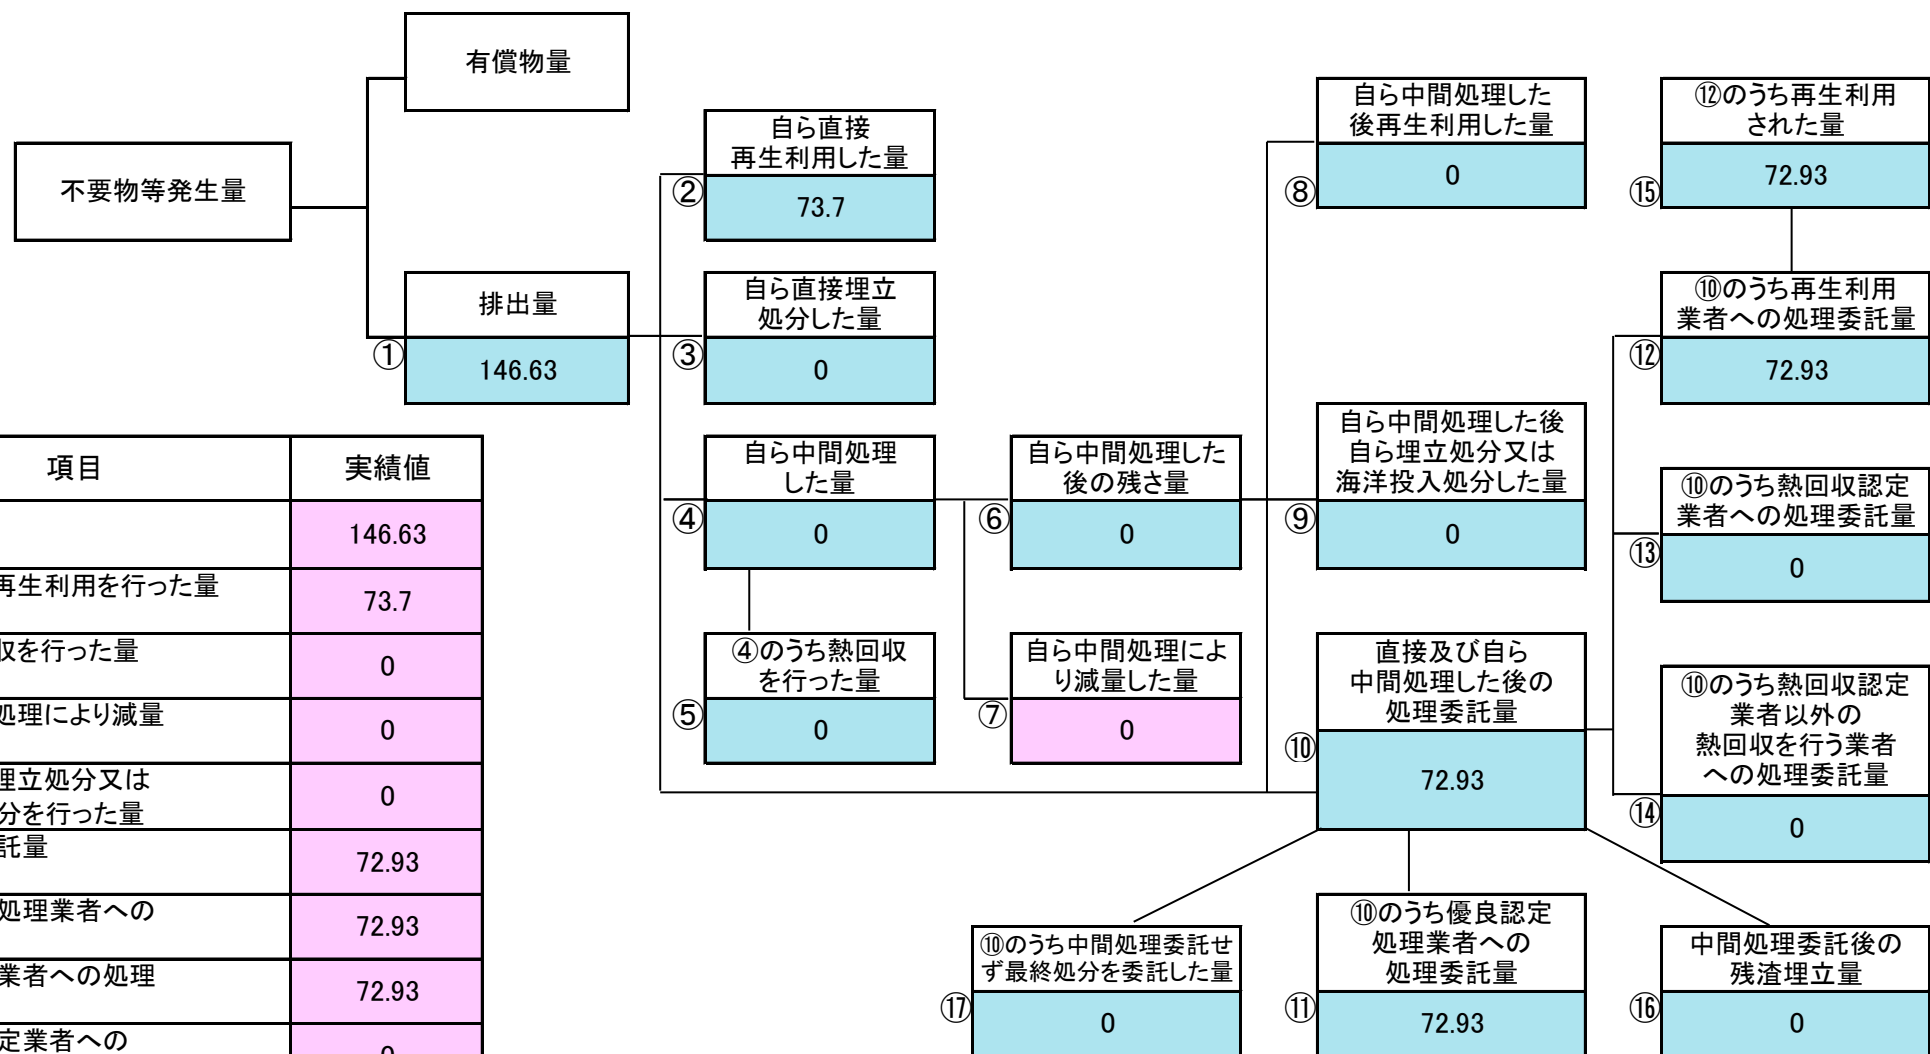 有償物量
不要物等発生量
自ら直接
再生利用した量
②
73.7
自ら中間処理した
後再生利用した量
⑧
0
⑫のうち再生利用
された量
⑮
72.93
排出量
①
146.63
自ら直接埋立
処分した量
③
0
⑩のうち再生利用
業者への処理委託量
⑫
72.93
自ら中間処理
した量
④
0
自ら中間処理した
後の残さ量
⑥
0
自ら中間処理した後
自ら埋立処分又は
海洋投入処分した量
⑨
0
⑩のうち熱回収認定
業者への処理委託量
⑬
0
④のうち熱回収
を行った量
⑤
0
自ら中間処理によ
り減量した量
⑦
0
直接及び自ら
中間処理した後の
処理委託量
⑩
72.93
⑩のうち熱回収認定
業者以外の
熱回収を行う業者
への処理委託量
⑭
0
⑩のうち中間処理委託せ
ず最終処分を委託した量
⑰
0
⑩のうち優良認定
処理業者への
処理委託量
⑪
72.93
中間処理委託後の
残渣埋立量
⑯
0
項目 実績値
146.63
再生利用を行った量 73.7
収を行った量 0
処理により減量 0
埋立処分又は
分を行った量 0
託量 72.93
処理業者への 72.93
業者への処理 72.93
定業者への 0